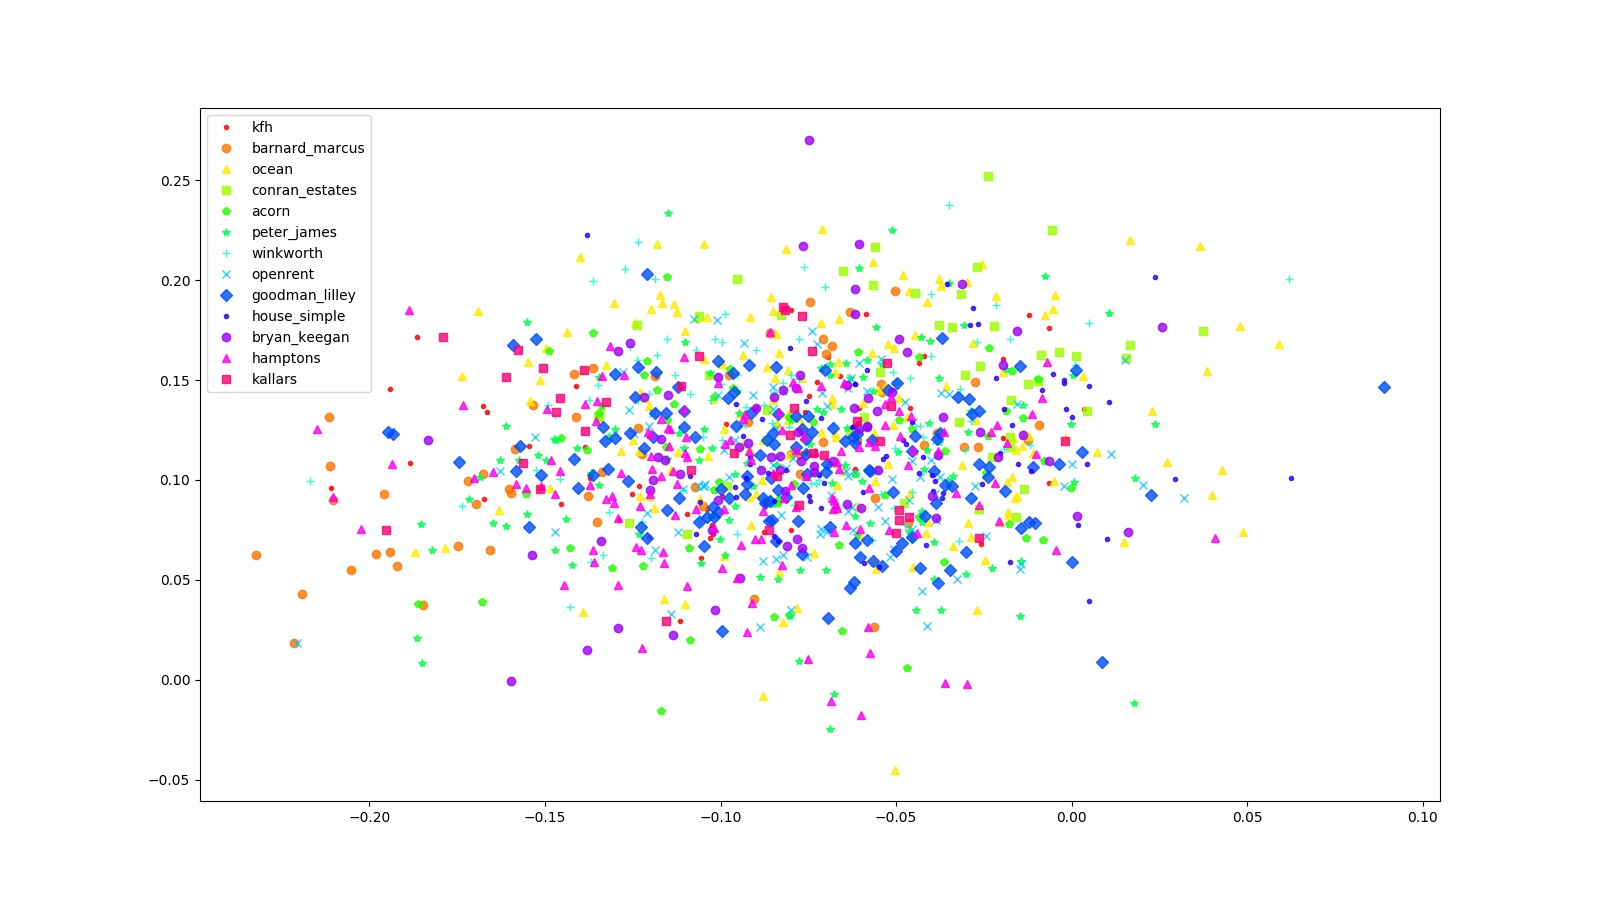 kfh
barnard_marcus
ocean
conran_estates
acorn
peter_james
winkworth
openrent
goodman_lilley
house_simple
bryan_keegan
hamptons
kallars
0.25
0.20
0.15
0.10
0.05
0.00
−0.05
−0.20 −0.15 −0.10 −0.05 0.00 0.05 0.10